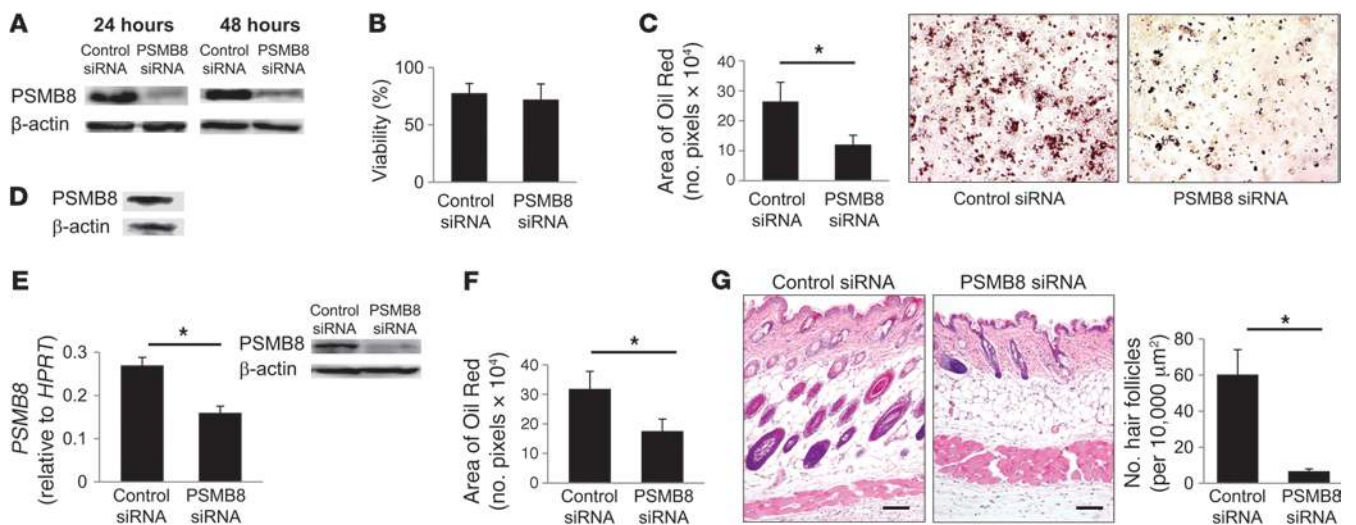 A
24 hours
48 hours
Control siRNA
PSMB8 siRNA
Control siRNA
PSMB8 siRNA
PSMB8
β-actin
B
Viability (%)
100
50
0
Control siRNA
PSMB8 siRNA
C
Area of Oil Red
(no. pixels × 10⁴)
40
30
20
10
0
*
Control siRNA
PSMB8 siRNA
Control siRNA
PSMB8 siRNA
D
PSMB8
β-actin
E
PSMB8
(relative to HPRT)
0.3
0.2
0.1
0
*
Control siRNA
PSMB8 siRNA
Control siRNA
PSMB8 siRNA
PSMB8
β-actin
F
Area of Oil Red
(no. pixels × 10⁴)
40
30
20
10
0
*
Control siRNA
PSMB8 siRNA
G
Control siRNA
PSMB8 siRNA
No. hair follicles
(per 10,000 μm²)
80
60
40
20
0
*
Control siRNA
PSMB8 siRNA